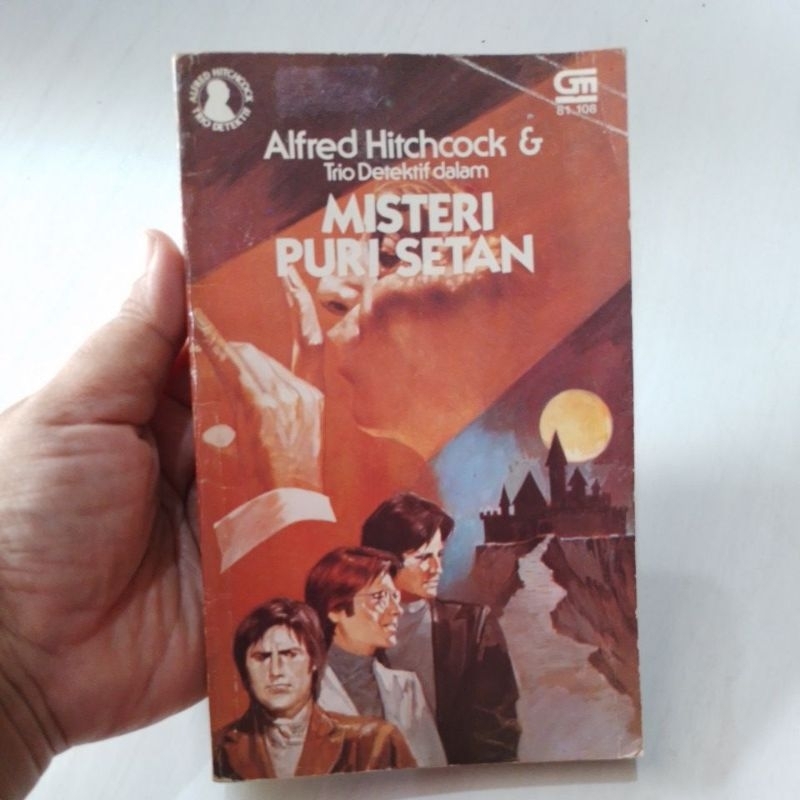 ALFRED HITCHCOCK
TRIO DETEKTIF
GM
81.108
Alfred Hitchcock &
Trio Detektif dalam
MISTERI
PURI SETAN